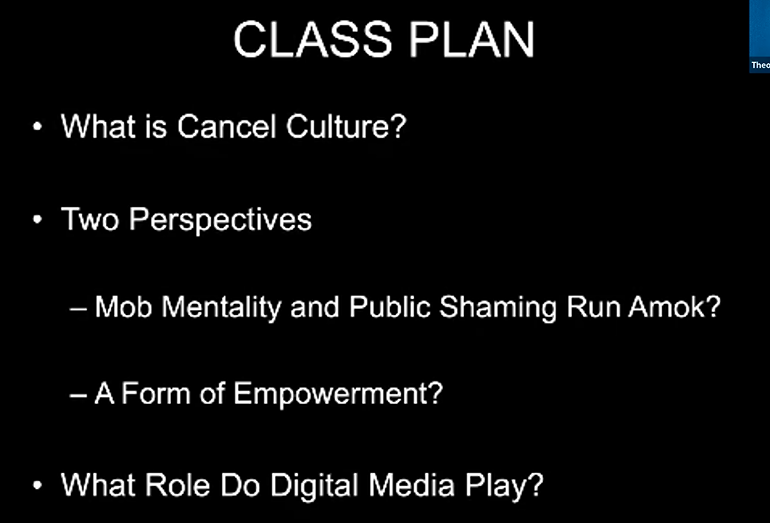 CLASS PLAN
Theo
• What is Cancel Culture?
• Two Perspectives
– Mob Mentality and Public Shaming Run Amok?
– A Form of Empowerment?
• What Role Do Digital Media Play?